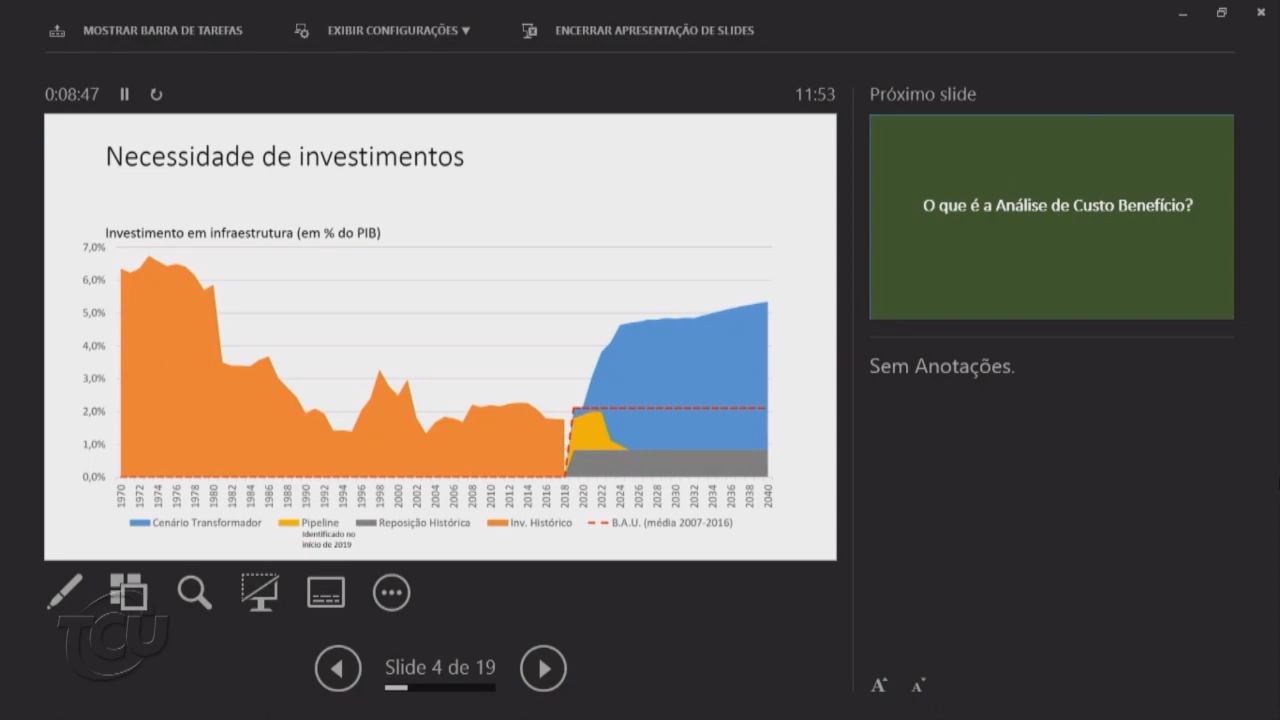 MOSTRAR BARRA DE TAREFAS
EXIBIR CONFIGURAÇÕES ▼
ENCERRAR APRESENTAÇÃO DE SLIDES
0:08:47
11:53
Próximo slide
Necessidade de investimentos
O que é a Análise de Custo Benefício?
Investimento em infraestrutura (em % do PIB)
7,0%
6,0%
5,0%
4,0%
3,0%
2,0%
1,0%
0,0%
1970 1972 1974 1976 1978 1980 1982 1984 1986 1988 1990 1992 1994 1996 1998 2000 2002 2004 2006 2008 2010 2012 2014 2016 2018 2020 2022 2024 2026 2028 2030 2032 2034 2036 2038 2040
Cenário Transformador Pipeline Reposição Histórica Inv. Histórico B.A.U. (média 2007-2016)
Identificado no
início de 2019
Sem Anotações.
TCU
Slide 4 de 19
A A